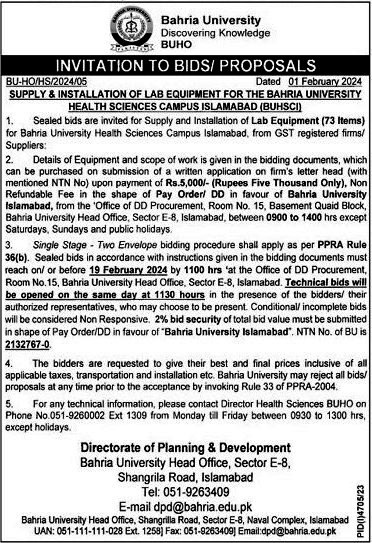 Bahria University
Discovering Knowledge
BUHO
INVITATION TO BIDS/ PROPOSALS
BU-HO/HS/2024/05 Dated 01 February 2024
SUPPLY & INSTALLATION OF LAB EQUIPMENT FOR THE BAHRIA UNIVERSITY
HEALTH SCIENCES CAMPUS ISLAMABAD (BUHSCI)
1. Sealed bids are invited for Supply and Installation of Lab Equipment (73 Items)
for Bahria University Health Sciences Campus Islamabad, from GST registered firms/
Suppliers:
2. Details of Equipment and scope of work is given in the bidding documents, which
can be purchased on submission of a written application on firm's letter head (with
mentioned NTN No) upon payment of Rs.5,000/- (Rupees Five Thousand Only), Non
Refundable Fee in the shape of Pay Order/ DD in favour of Bahria University
Islamabad, from the 'Office of DD Procurement, Room No. 15, Basement Quaid Block,
Bahria University Head Office, Sector E-8, Islamabad, between 0900 to 1400 hrs except
Saturdays, Sundays and public holidays.
3. Single Stage - Two Envelope bidding procedure shall apply as per PPRA Rule
36(b). Sealed bids in accordance with instructions given in the bidding documents must
reach on/ or before 19 February 2024 by 1100 hrs 'at the Office of DD Procurement,
Room No.15, Bahria University Head Office, Sector E-8, Islamabad. Technical bids will
be opened on the same day at 1130 hours in the presence of the bidders/ their
authorized representatives, who may choose to be present. Conditional/ incomplete bids
will be considered Non Responsive. 2% bid security of total bid value must be submitted
in shape of Pay Order/DD in favour of "Bahria University Islamabad". NTN No. of BU is
2132767-0.
4. The bidders are requested to give their best and final prices inclusive of all
applicable taxes, transportation and installation etc. Bahria University may reject all bids/
proposals at any time prior to the acceptance by invoking Rule 33 of PPRA-2004.
5. For any technical information, please contact Director Health Sciences BUHO on
Phone No.051-9260002 Ext 1309 from Monday till Friday between 0930 to 1300 hrs,
except holidays.
Directorate of Planning & Development
Bahria University Head Office, Sector E-8,
Shangrila Road, Islamabad
Tel: 051-9263409
E-mail dpd@bahria.edu.pk
Bahria University Head Office, Shangrilla Road, Sector E-8, Naval Complex, Islamabad
UAN: 051-111-111-028 Ext. 1258| Fax: 051-9263409| Email:dpd@bahria.edu.pk
PID(I)4705/23